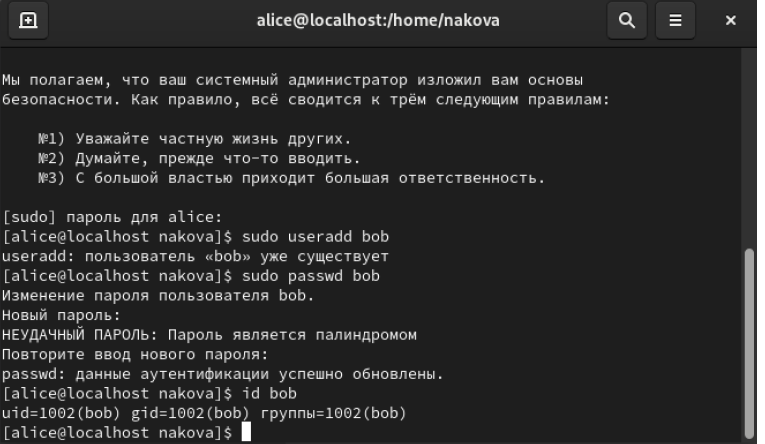 alice@localhost:/home/nakova
Мы полагаем, что ваш системный администратор изложил вам основы
безопасности. Как правило, всё сводится к трём следующим правилам:
№1) Уважайте частную жизнь других.
№2) Думайте, прежде что-то вводить.
№3) С большой властью приходит большая ответственность.
[sudo] пароль для alice:
[alice@localhost nakova]$ sudo useradd bob
useradd: пользователь «bob» уже существует
[alice@localhost nakova]$ sudo passwd bob
Изменение пароля пользователя bob.
Новый пароль:
НЕУДАЧНЫЙ ПАРОЛЬ: Пароль является палиндромом
Повторите ввод нового пароля:
passwd: данные аутентификации успешно обновлены.
[alice@localhost nakova]$ id bob
uid=1002(bob) gid=1002(bob) группы=1002(bob)
[alice@localhost nakova]$